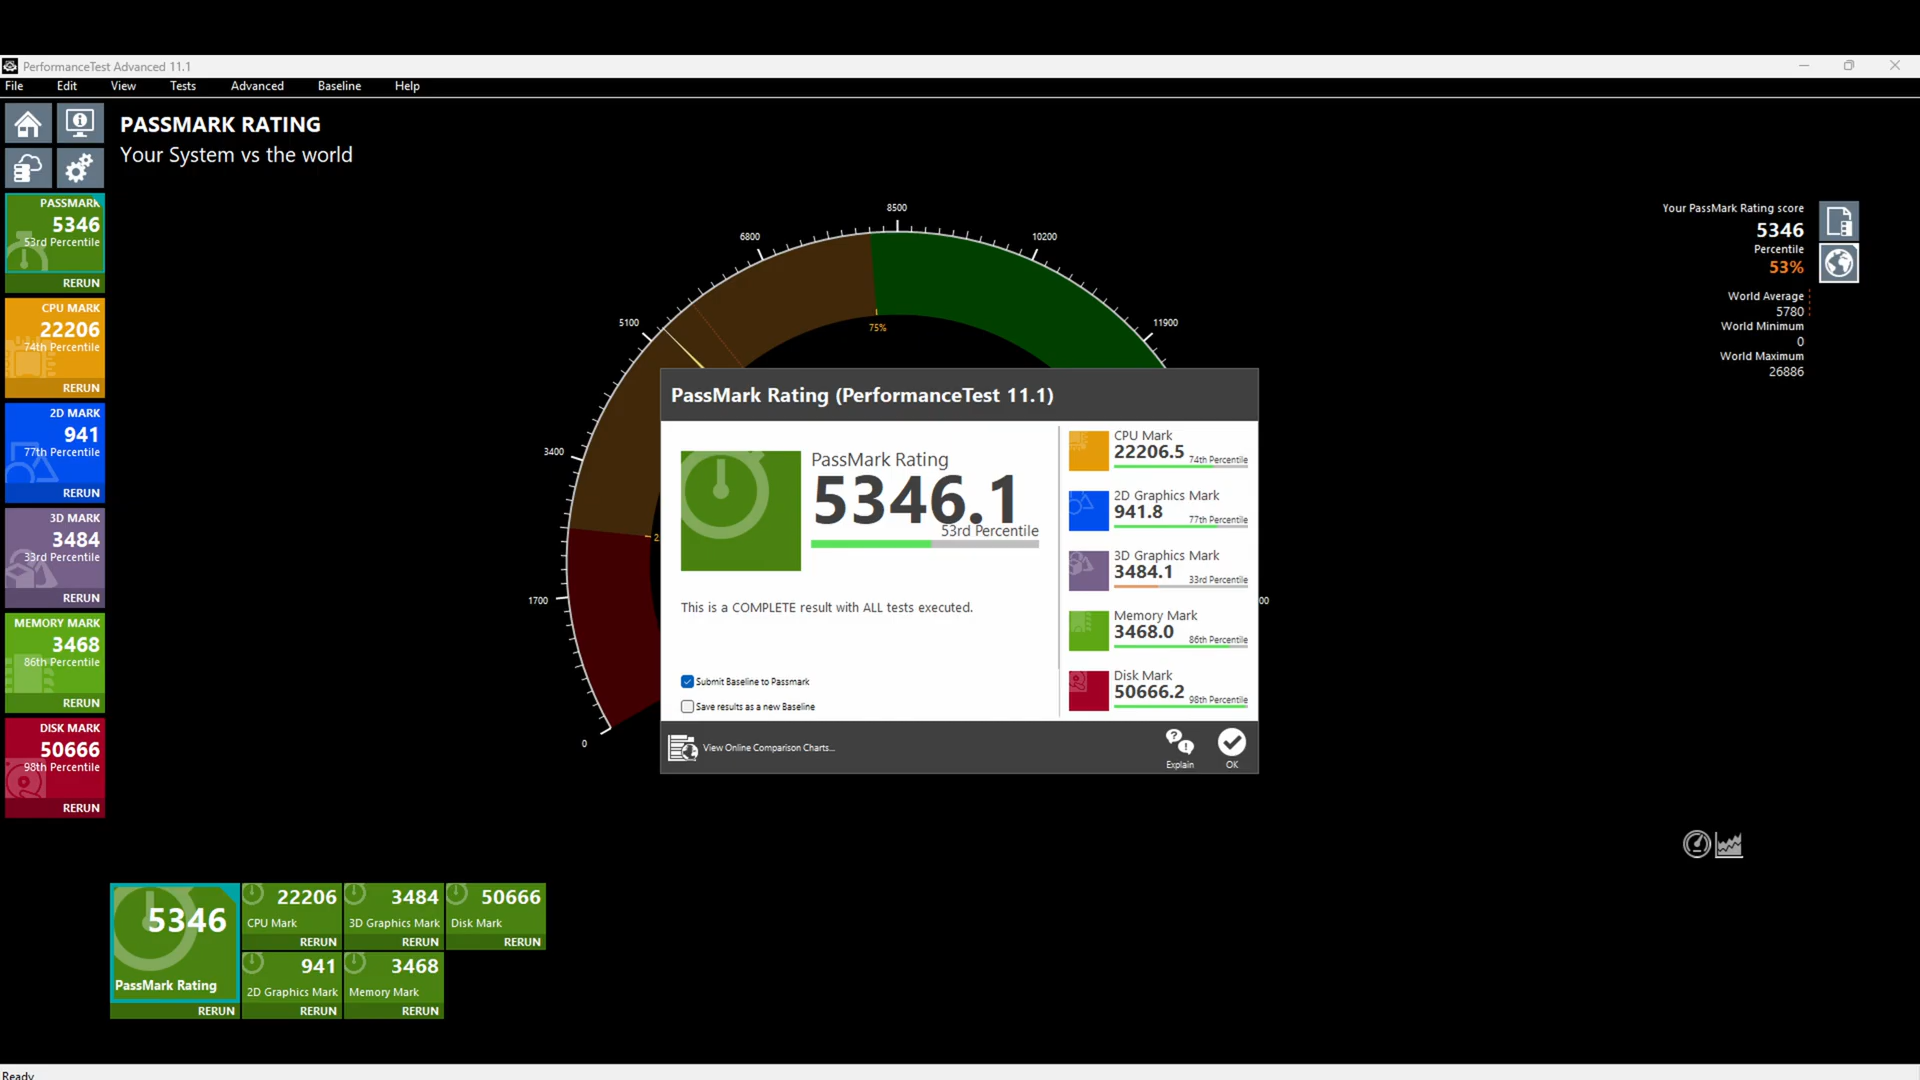 PerformanceTest Advanced 11.1
File Edit View Tests Advanced Baseline Help
PASSMARK RATING
Your System vs the world
PASSMARK
5346
53rd Percentile
RERUN
CPU MARK
22206
74th Percentile
RERUN
2D MARK
941
77th Percentile
RERUN
3D MARK
3484
33rd Percentile
RERUN
MEMORY MARK
3468
86th Percentile
RERUN
DISK MARK
50666
98th Percentile
RERUN
0
1700
3400
5100
6800
8500
10200
11900
00
75%
2
Your PassMark Rating score
5346
Percentile
53%
World Average
5780
World Minimum
0
World Maximum
26886
PassMark Rating (PerformanceTest 11.1)
PassMark Rating
5346.1
53rd Percentile
This is a COMPLETE result with ALL tests executed.
Submit Baseline to Passmark
Save results as a new Baseline
CPU Mark
22206.5 74th Percentile
2D Graphics Mark
941.8 77th Percentile
3D Graphics Mark
3484.1 33rd Percentile
Memory Mark
3468.0 86th Percentile
Disk Mark
50666.2 98th Percentile
View Online Comparison Charts...
Explain
OK
5346
PassMark Rating
RERUN
22206
CPU Mark
RERUN
3484
3D Graphics Mark
RERUN
50666
Disk Mark
RERUN
941
2D Graphics Mark
RERUN
3468
Memory Mark
RERUN
Ready